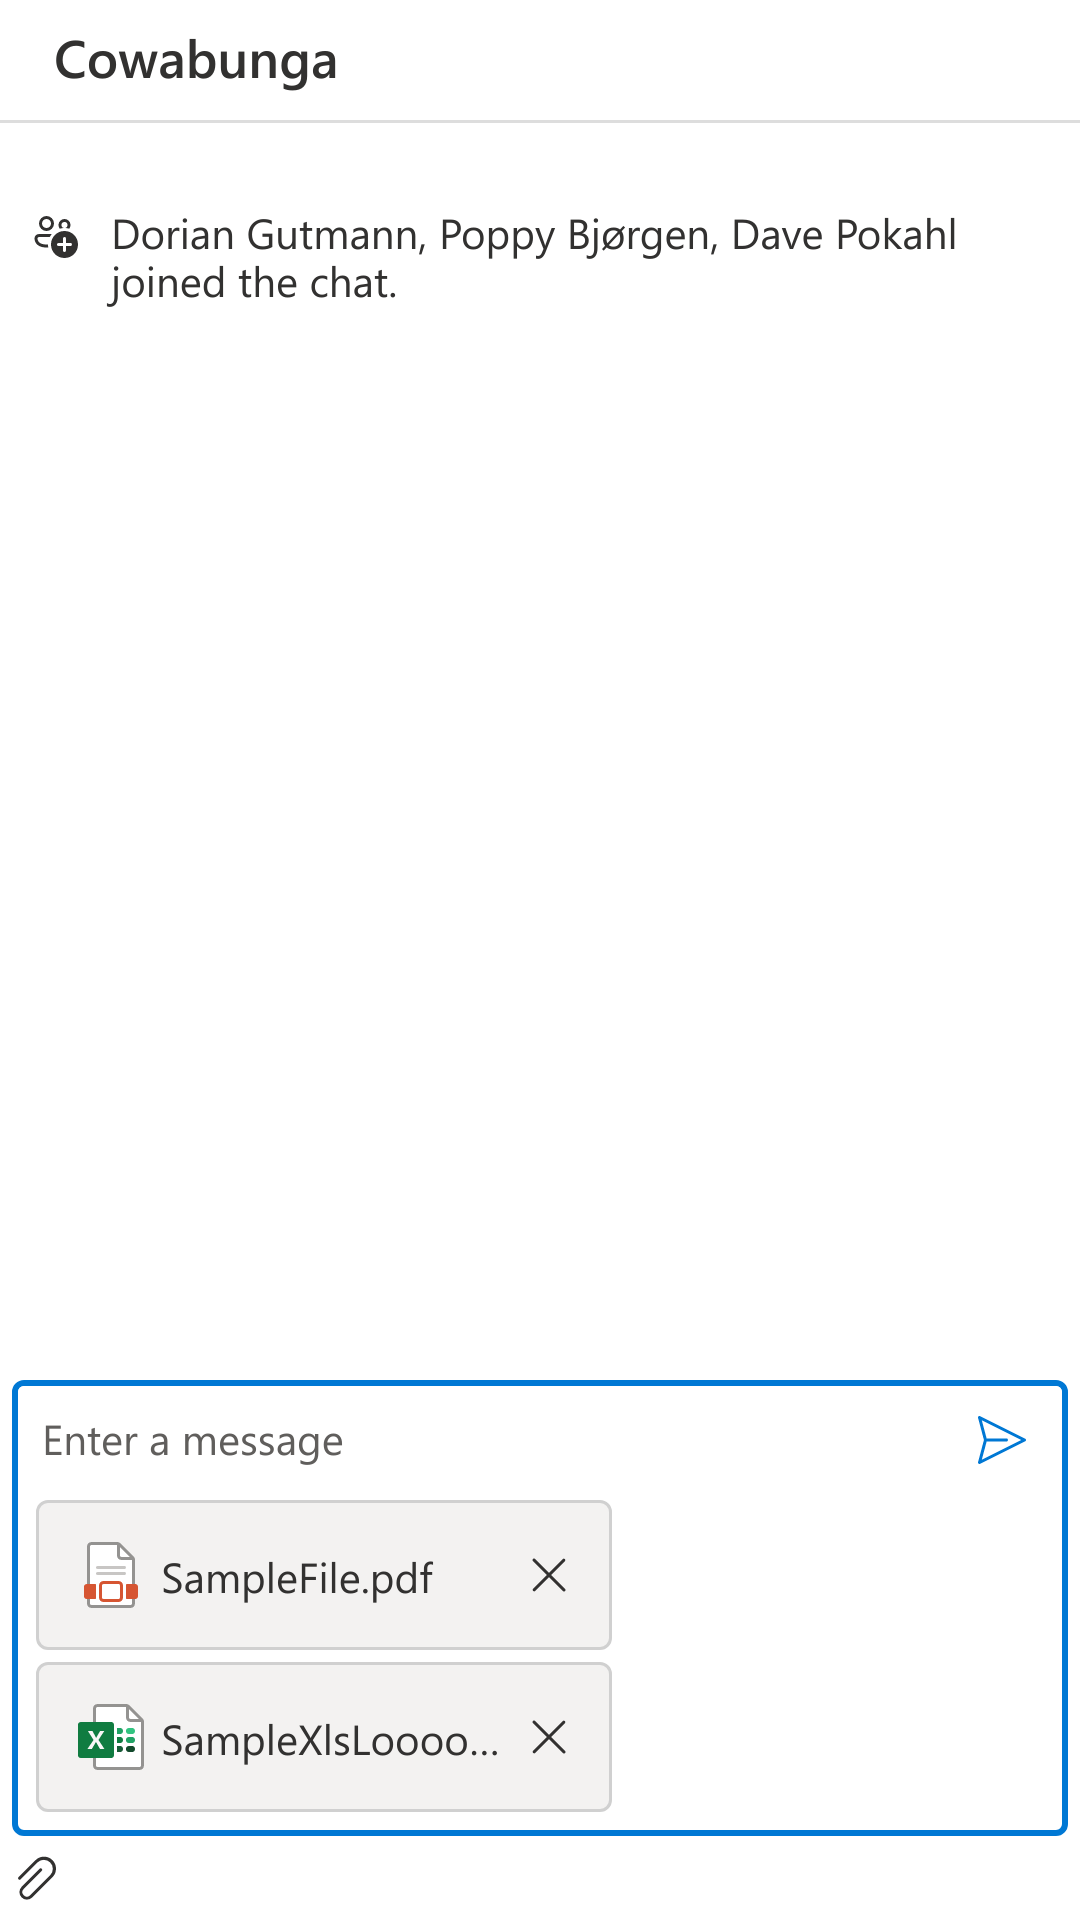 Cowabunga
Dorian Gutmann, Poppy Bjørgen, Dave Pokahl
joined the chat.
Enter a message
SampleFile.pdf
X
SampleXlsLoooo...